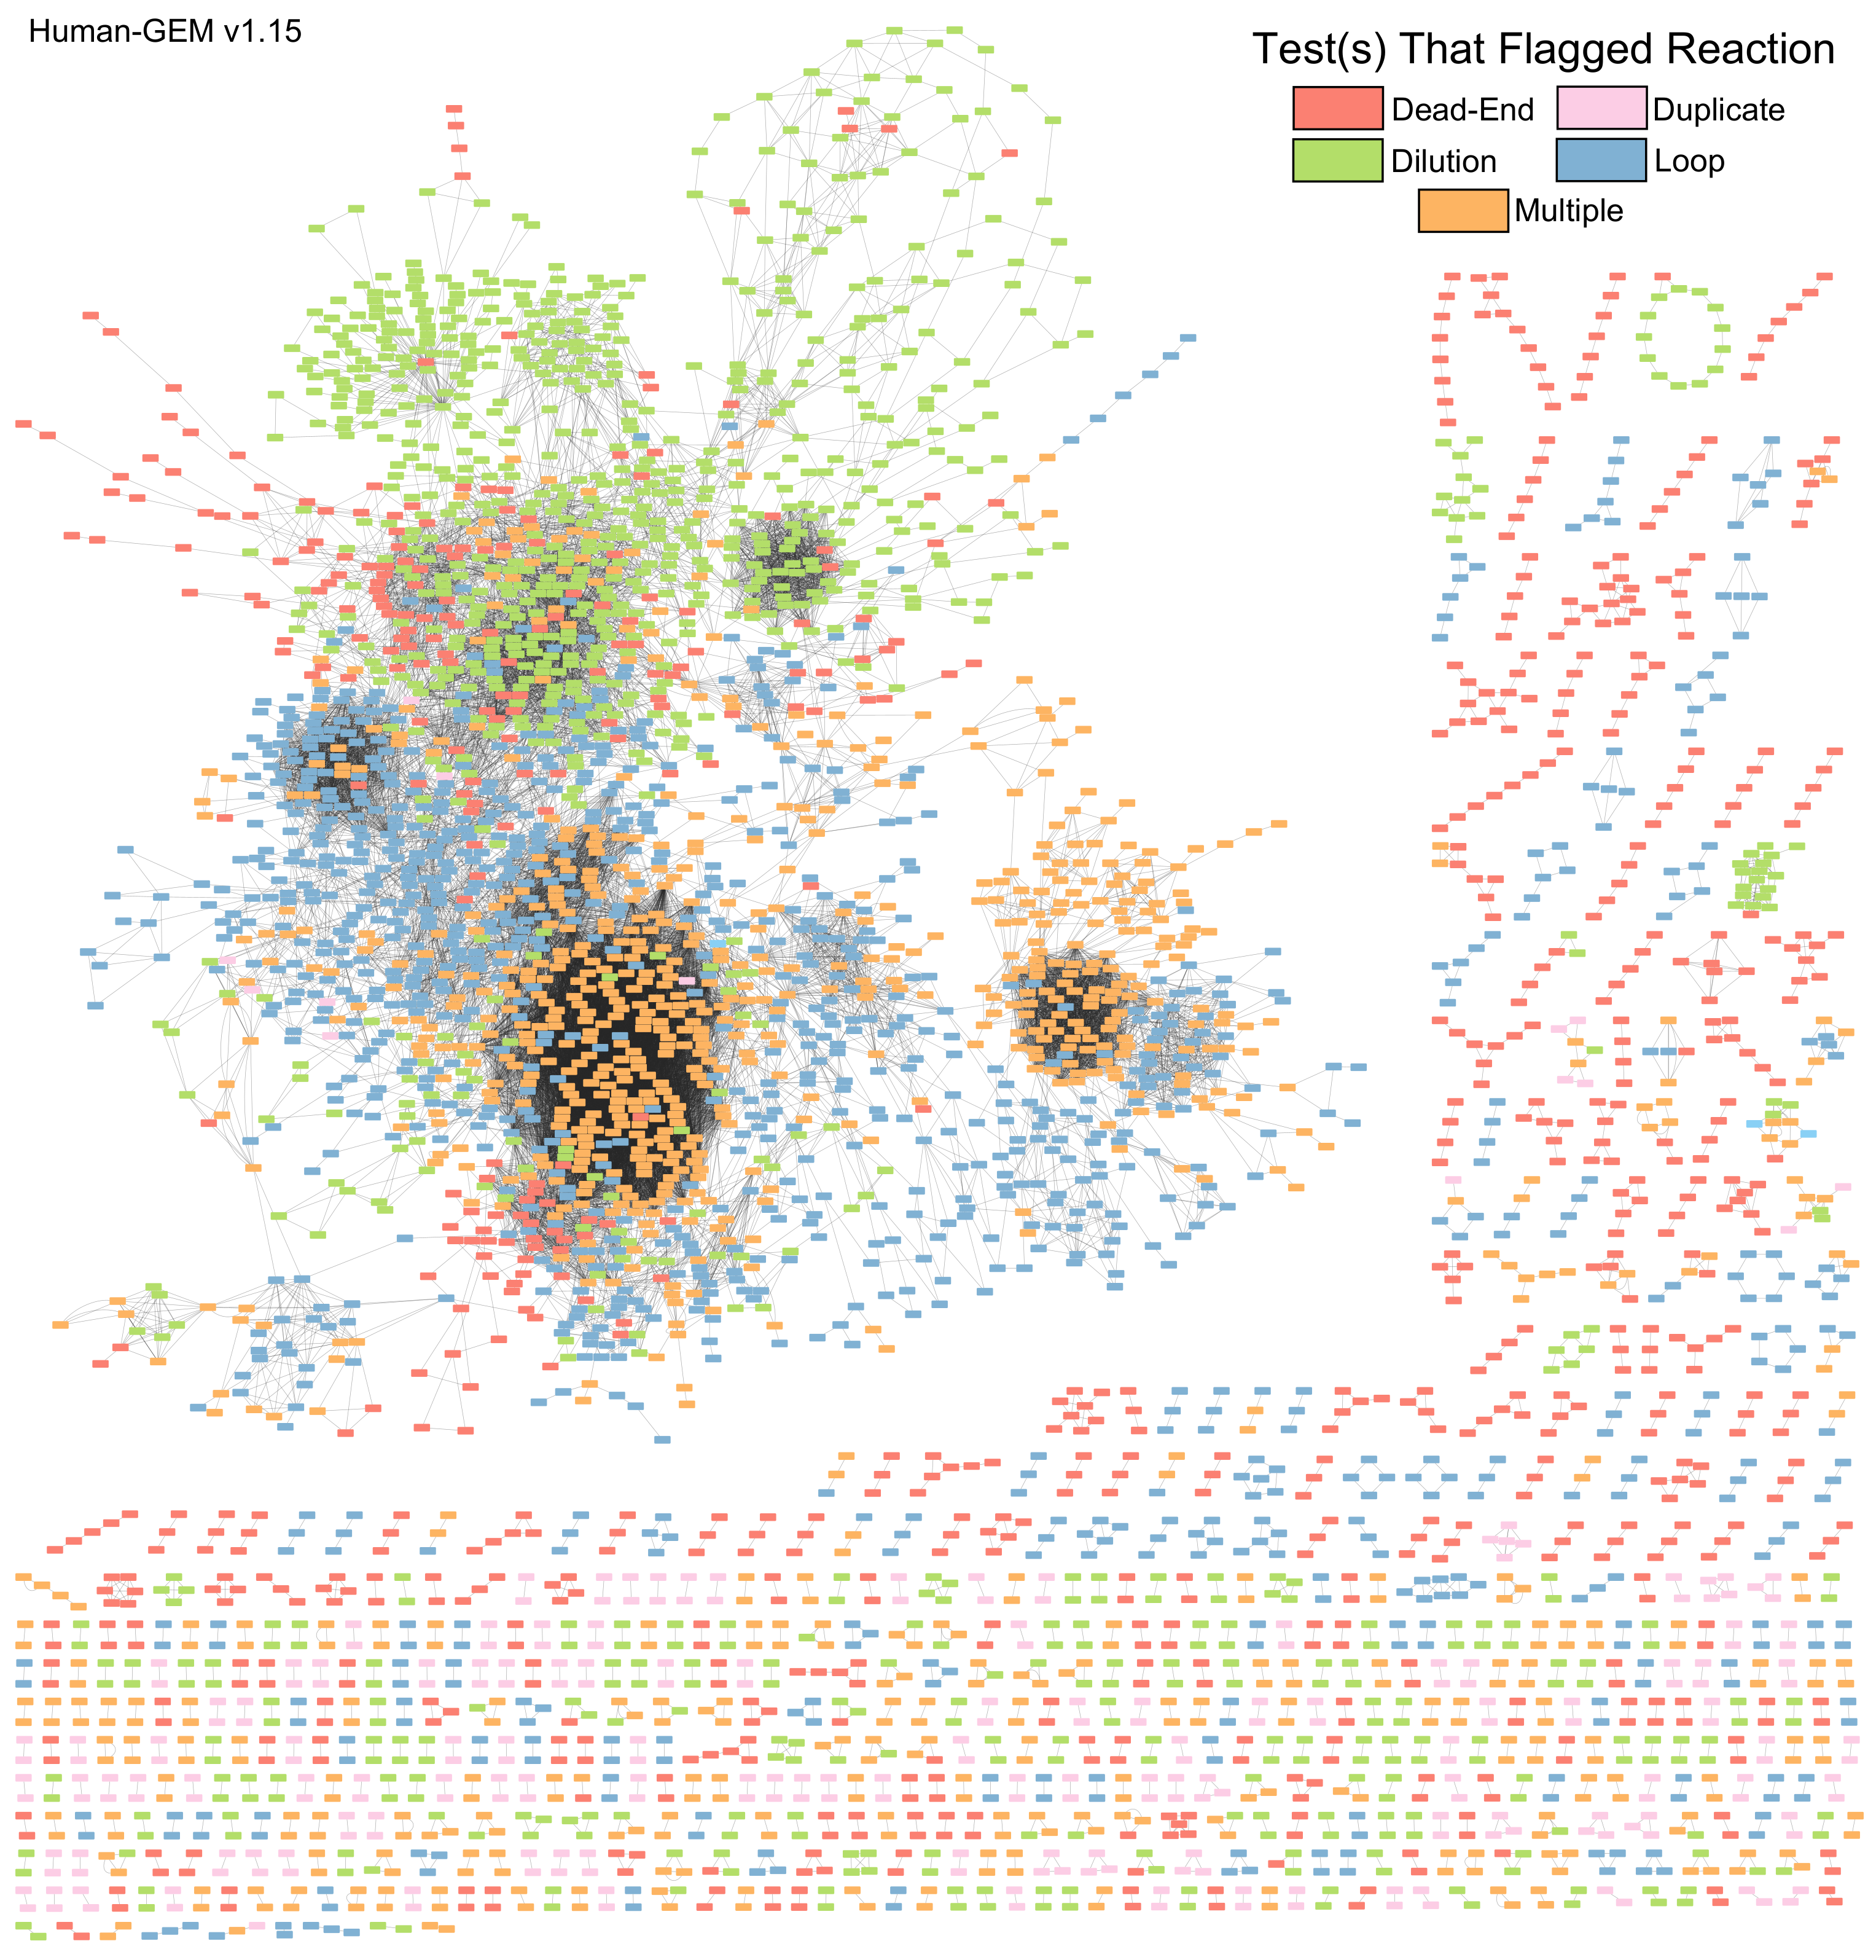 Human-GEM v1.15
Test(s) That Flagged Reaction
Dead-End
Duplicate
Dilution
Loop
Multiple